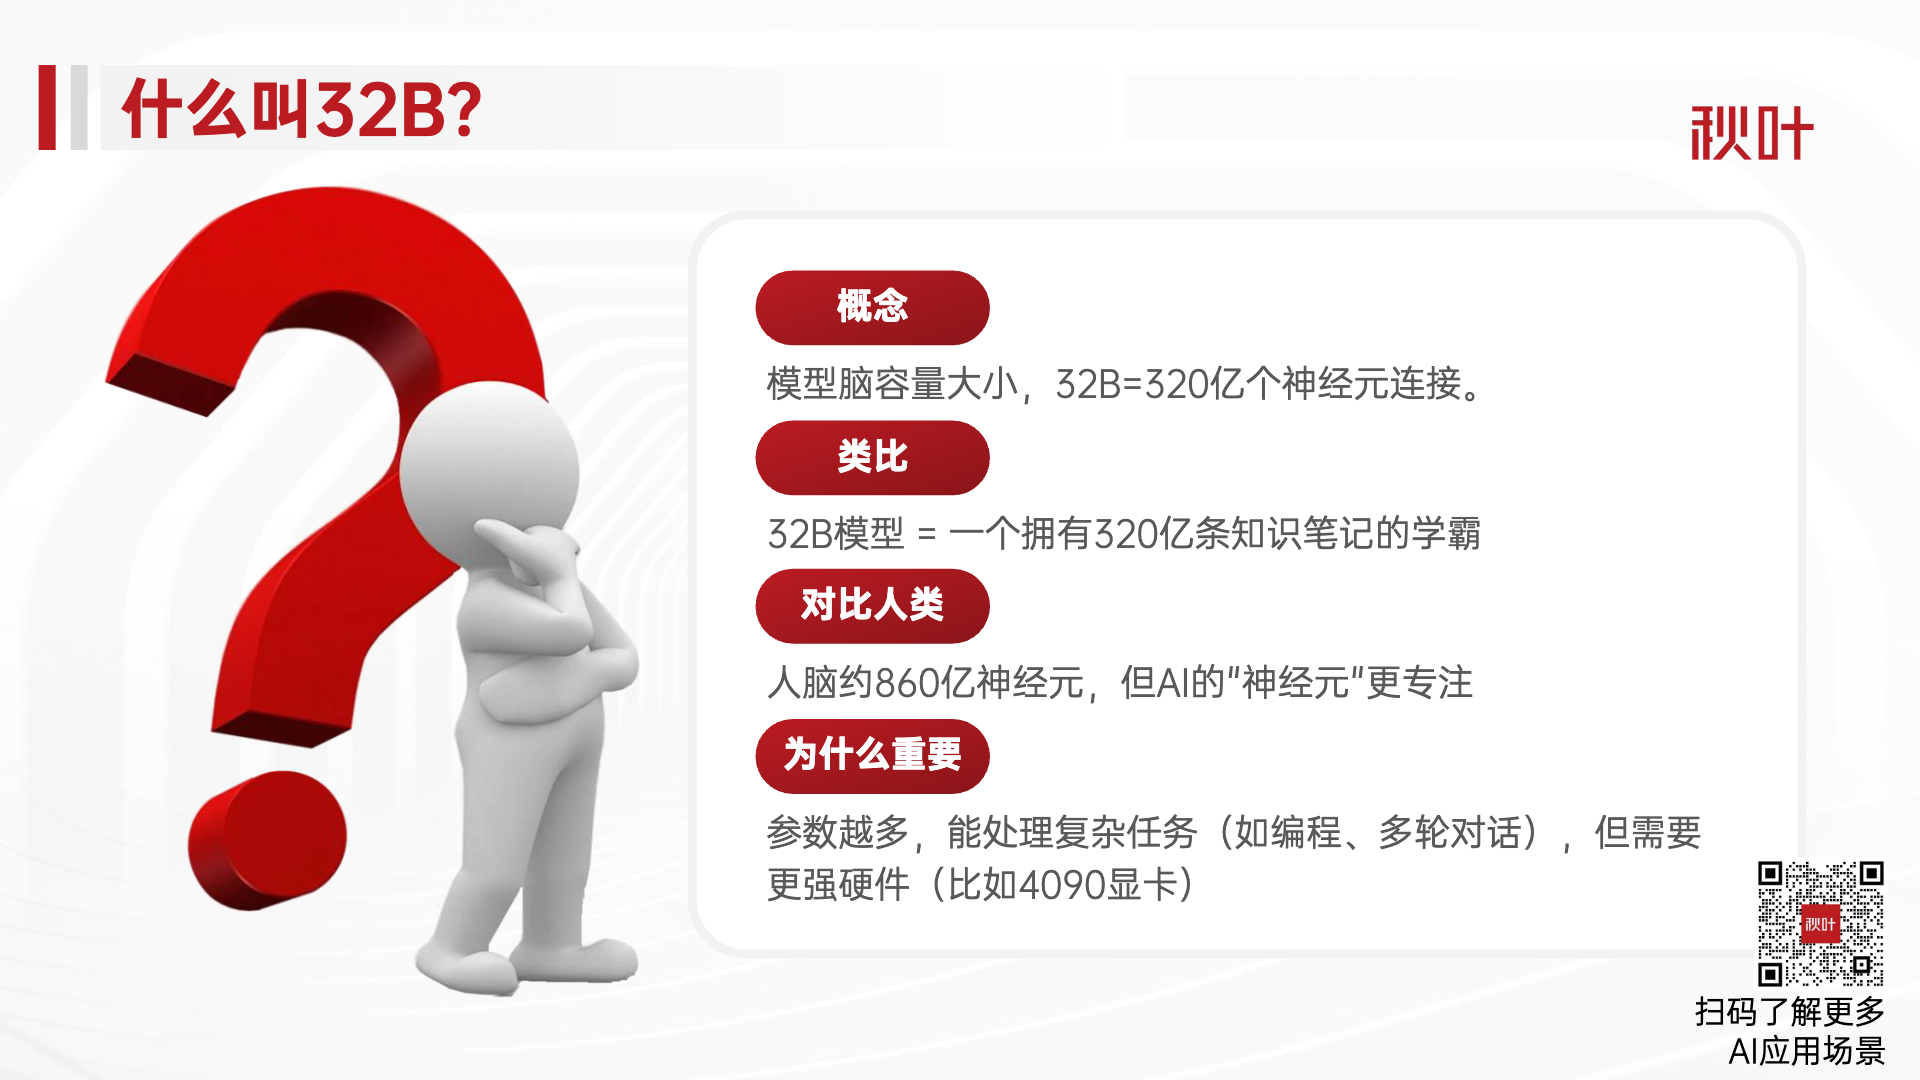 什么叫32B?
秋叶
概念
模型脑容量大小，32B=320亿个神经元连接。
类比
32B模型 = 一个拥有320亿条知识笔记的学霸
对比人类
人脑约860亿神经元，但AI的"神经元"更专注
为什么重要
参数越多，能处理复杂任务（如编程、多轮对话），但需要
更强硬件（比如4090显卡）
秋叶
扫码了解更多
AI应用场景